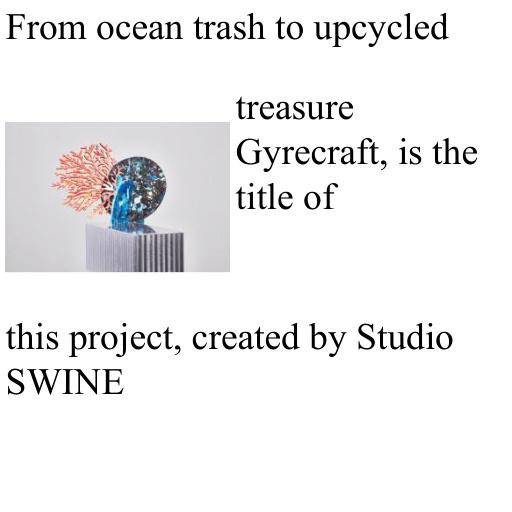 From ocean trash to upcycled
treasure
Gyrecraft, is the
title of
this project, created by Studio
SWINE